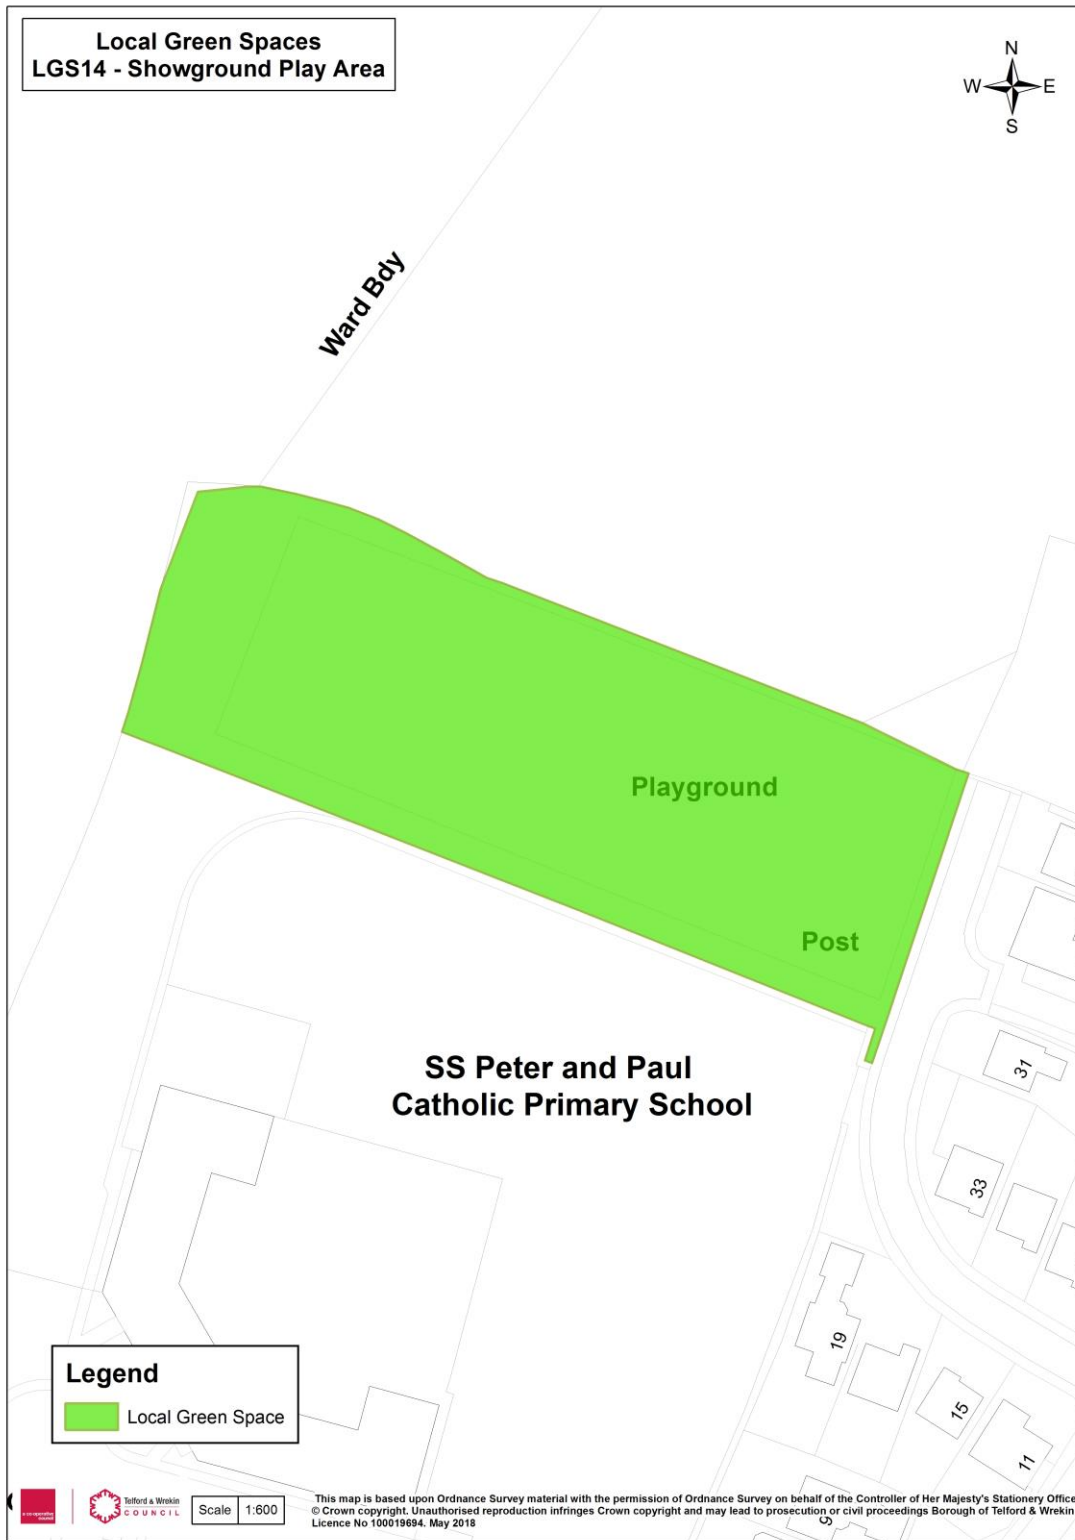 Local Green Spaces
LGS14 - Showground Play Area
N
W E
S
Ward Bdy
Playground
Post
SS Peter and Paul
Catholic Primary School
31
33
19
15
11
9
Legend
Local Green Space
a co-operative
council
Telford & Wrekin
COUNCIL
Scale 1:600
This map is based upon Ordnance Survey material with the permission of Ordnance Survey on behalf of the Controller of Her Majesty's Stationery Office
© Crown copyright. Unauthorised reproduction infringes Crown copyright and may lead to prosecution or civil proceedings Borough of Telford & Wrekin
Licence No 100019694. May 2018